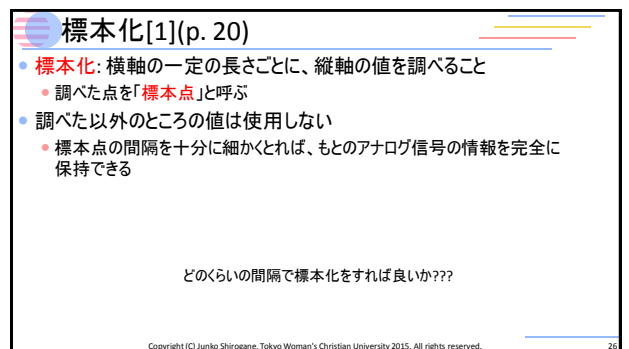 標本化[1](p. 20)
標本化: 横軸の一定の長さごとに、縦軸の値を調べること
調べた点を「標本点」と呼ぶ
調べた以外のところの値は使用しない
標本点の間隔を十分に細かくとれば、もとのアナログ信号の情報を完全に
保持できる
どのくらいの間隔で標本化をすれば良いか???
Copyright (C) Junko Shirogane, Tokyo Woman's Christian University 2015. All rights reserved.
26